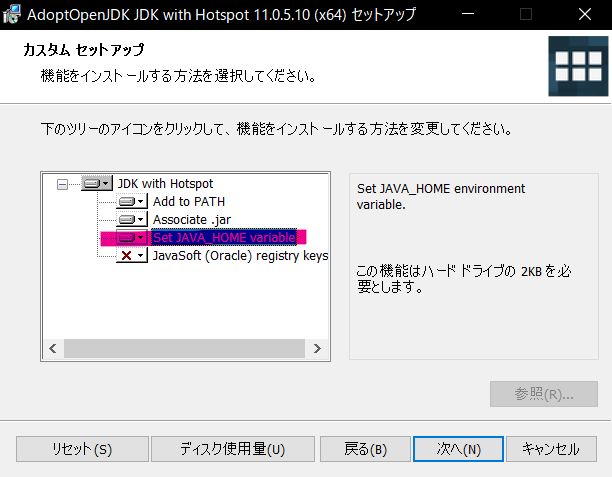 AdoptOpenJDK JDK with Hotspot 11.0.5.10 (x64) セットアップ
カスタム セットアップ
機能をインストールする方法を選択してください。
下のツリーのアイコンをクリックして、機能をインストールする方法を変更してください。
JDK with Hotspot
Add to PATH
Associate .jar
Set JAVA_HOME variable
JavaSoft (Oracle) registry keys
Set JAVA_HOME environment
variable.
この機能はハード ドライブの 2KB を必
要とします。
参照(R)...
リセット(S)
ディスク使用量(U)
戻る(B)
次へ(N)
キャンセル